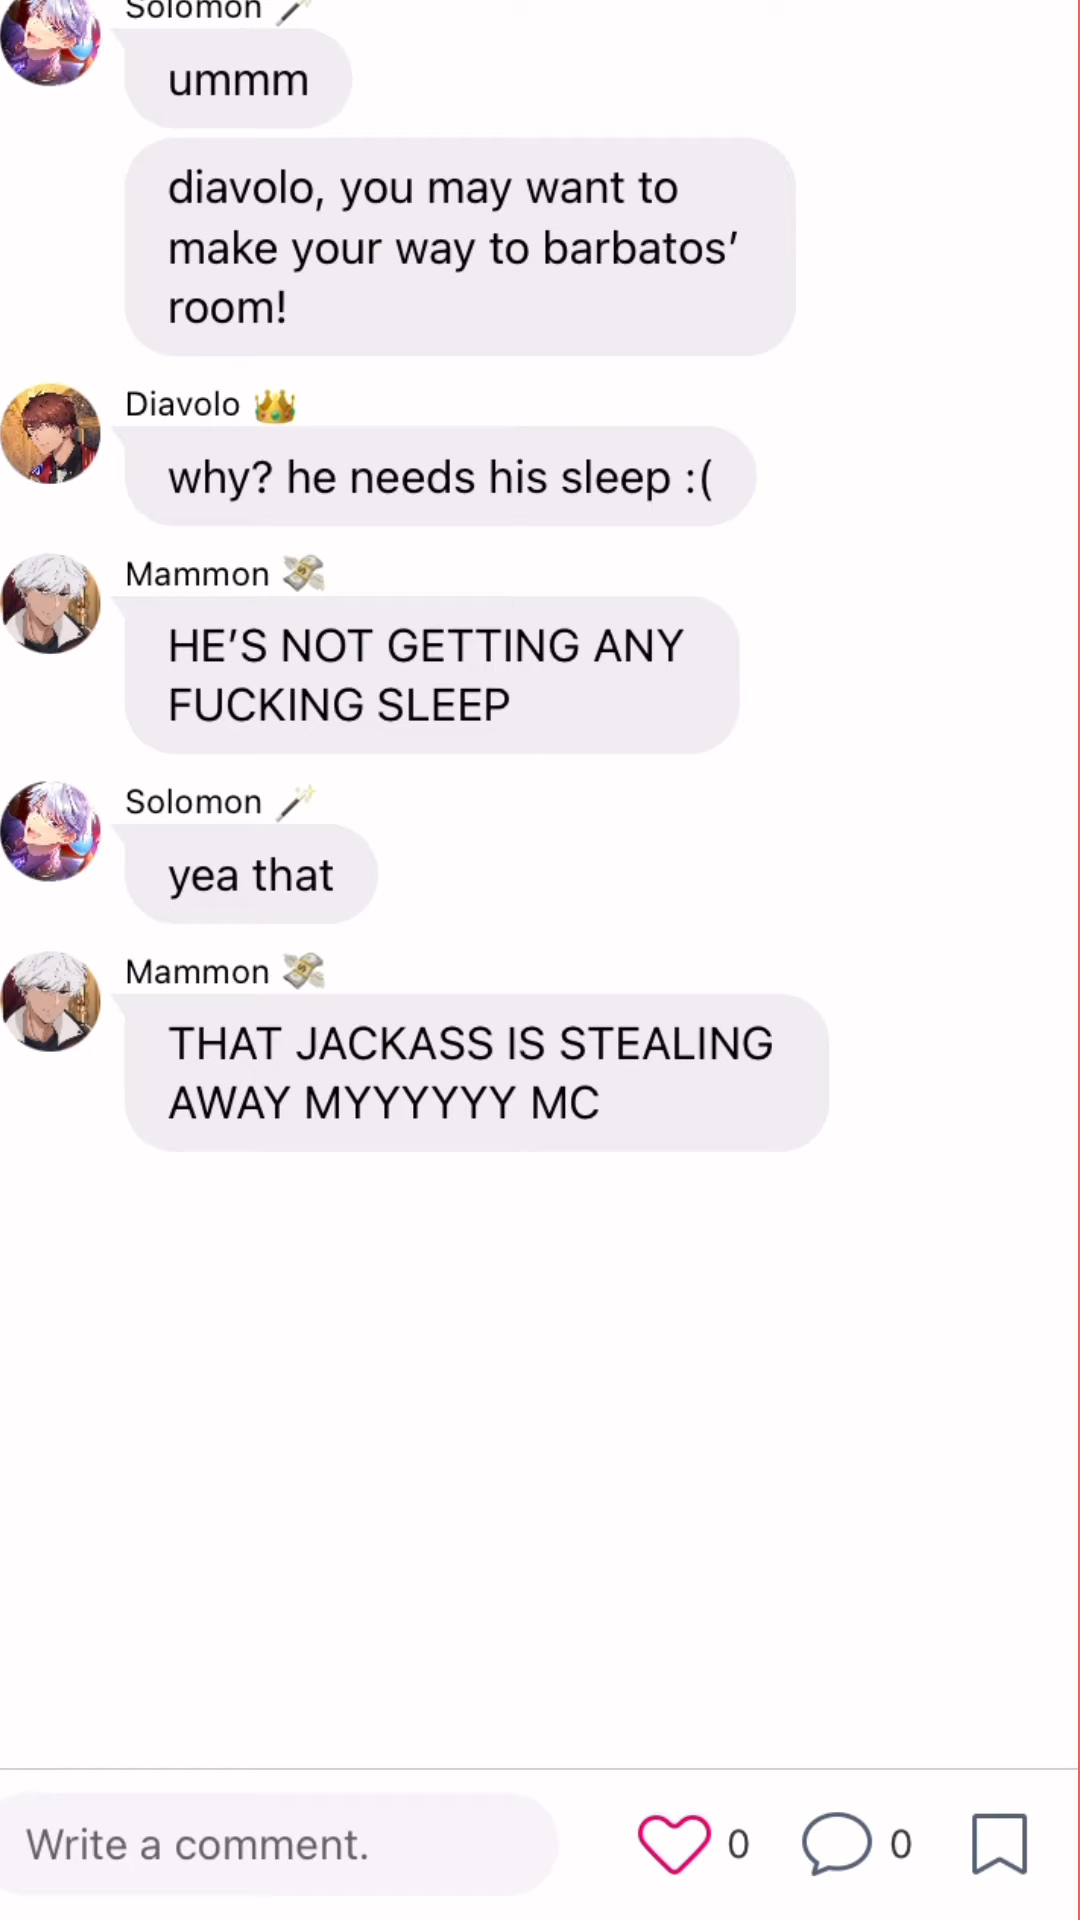 Solomon 🪄
ummm
diavolo, you may want to
make your way to barbatos’
room!
Diavolo 👑
why? he needs his sleep :(
Mammon 💸
HE’S NOT GETTING ANY
FUCKING SLEEP
Solomon 🪄
yea that
Mammon 💸
THAT JACKASS IS STEALING
AWAY MYYYYYY MC
Write a comment.
0
0